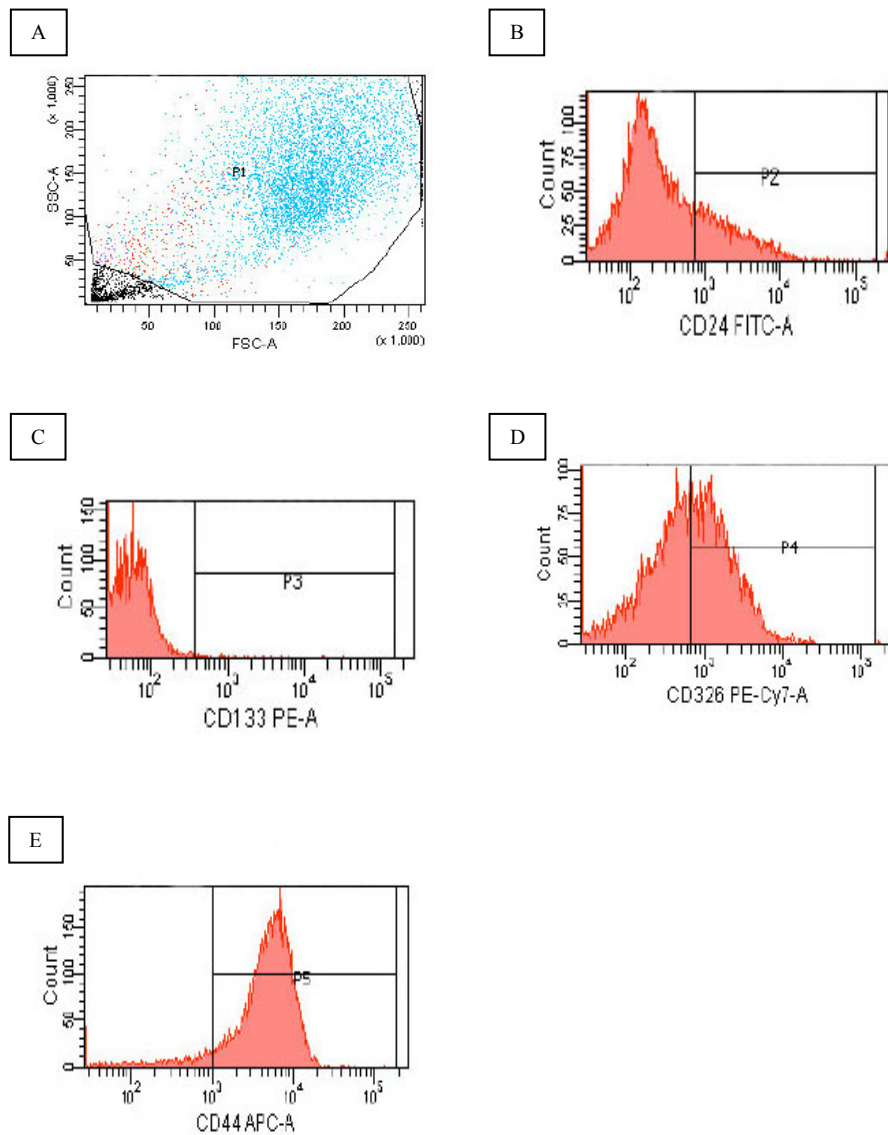 A
SSC-A
(x 1,000)
50 100 150 200 250
P1
50 100 150 200 250
FSC-A
(x 1,000)
B
Count
0 25 50 75 100
P2
10^2 10^3 10^4 10^5
CD24 FITC-A
C
Count
0 50 100 150
P3
10^2 10^3 10^4 10^5
CD133 PE-A
D
Count
0 25 50 75 100
P4
10^2 10^3 10^4 10^5
CD326 PE-Cy7-A
E
Count
0 50 100 150
P5
10^2 10^3 10^4 10^5
CD44 APC-A